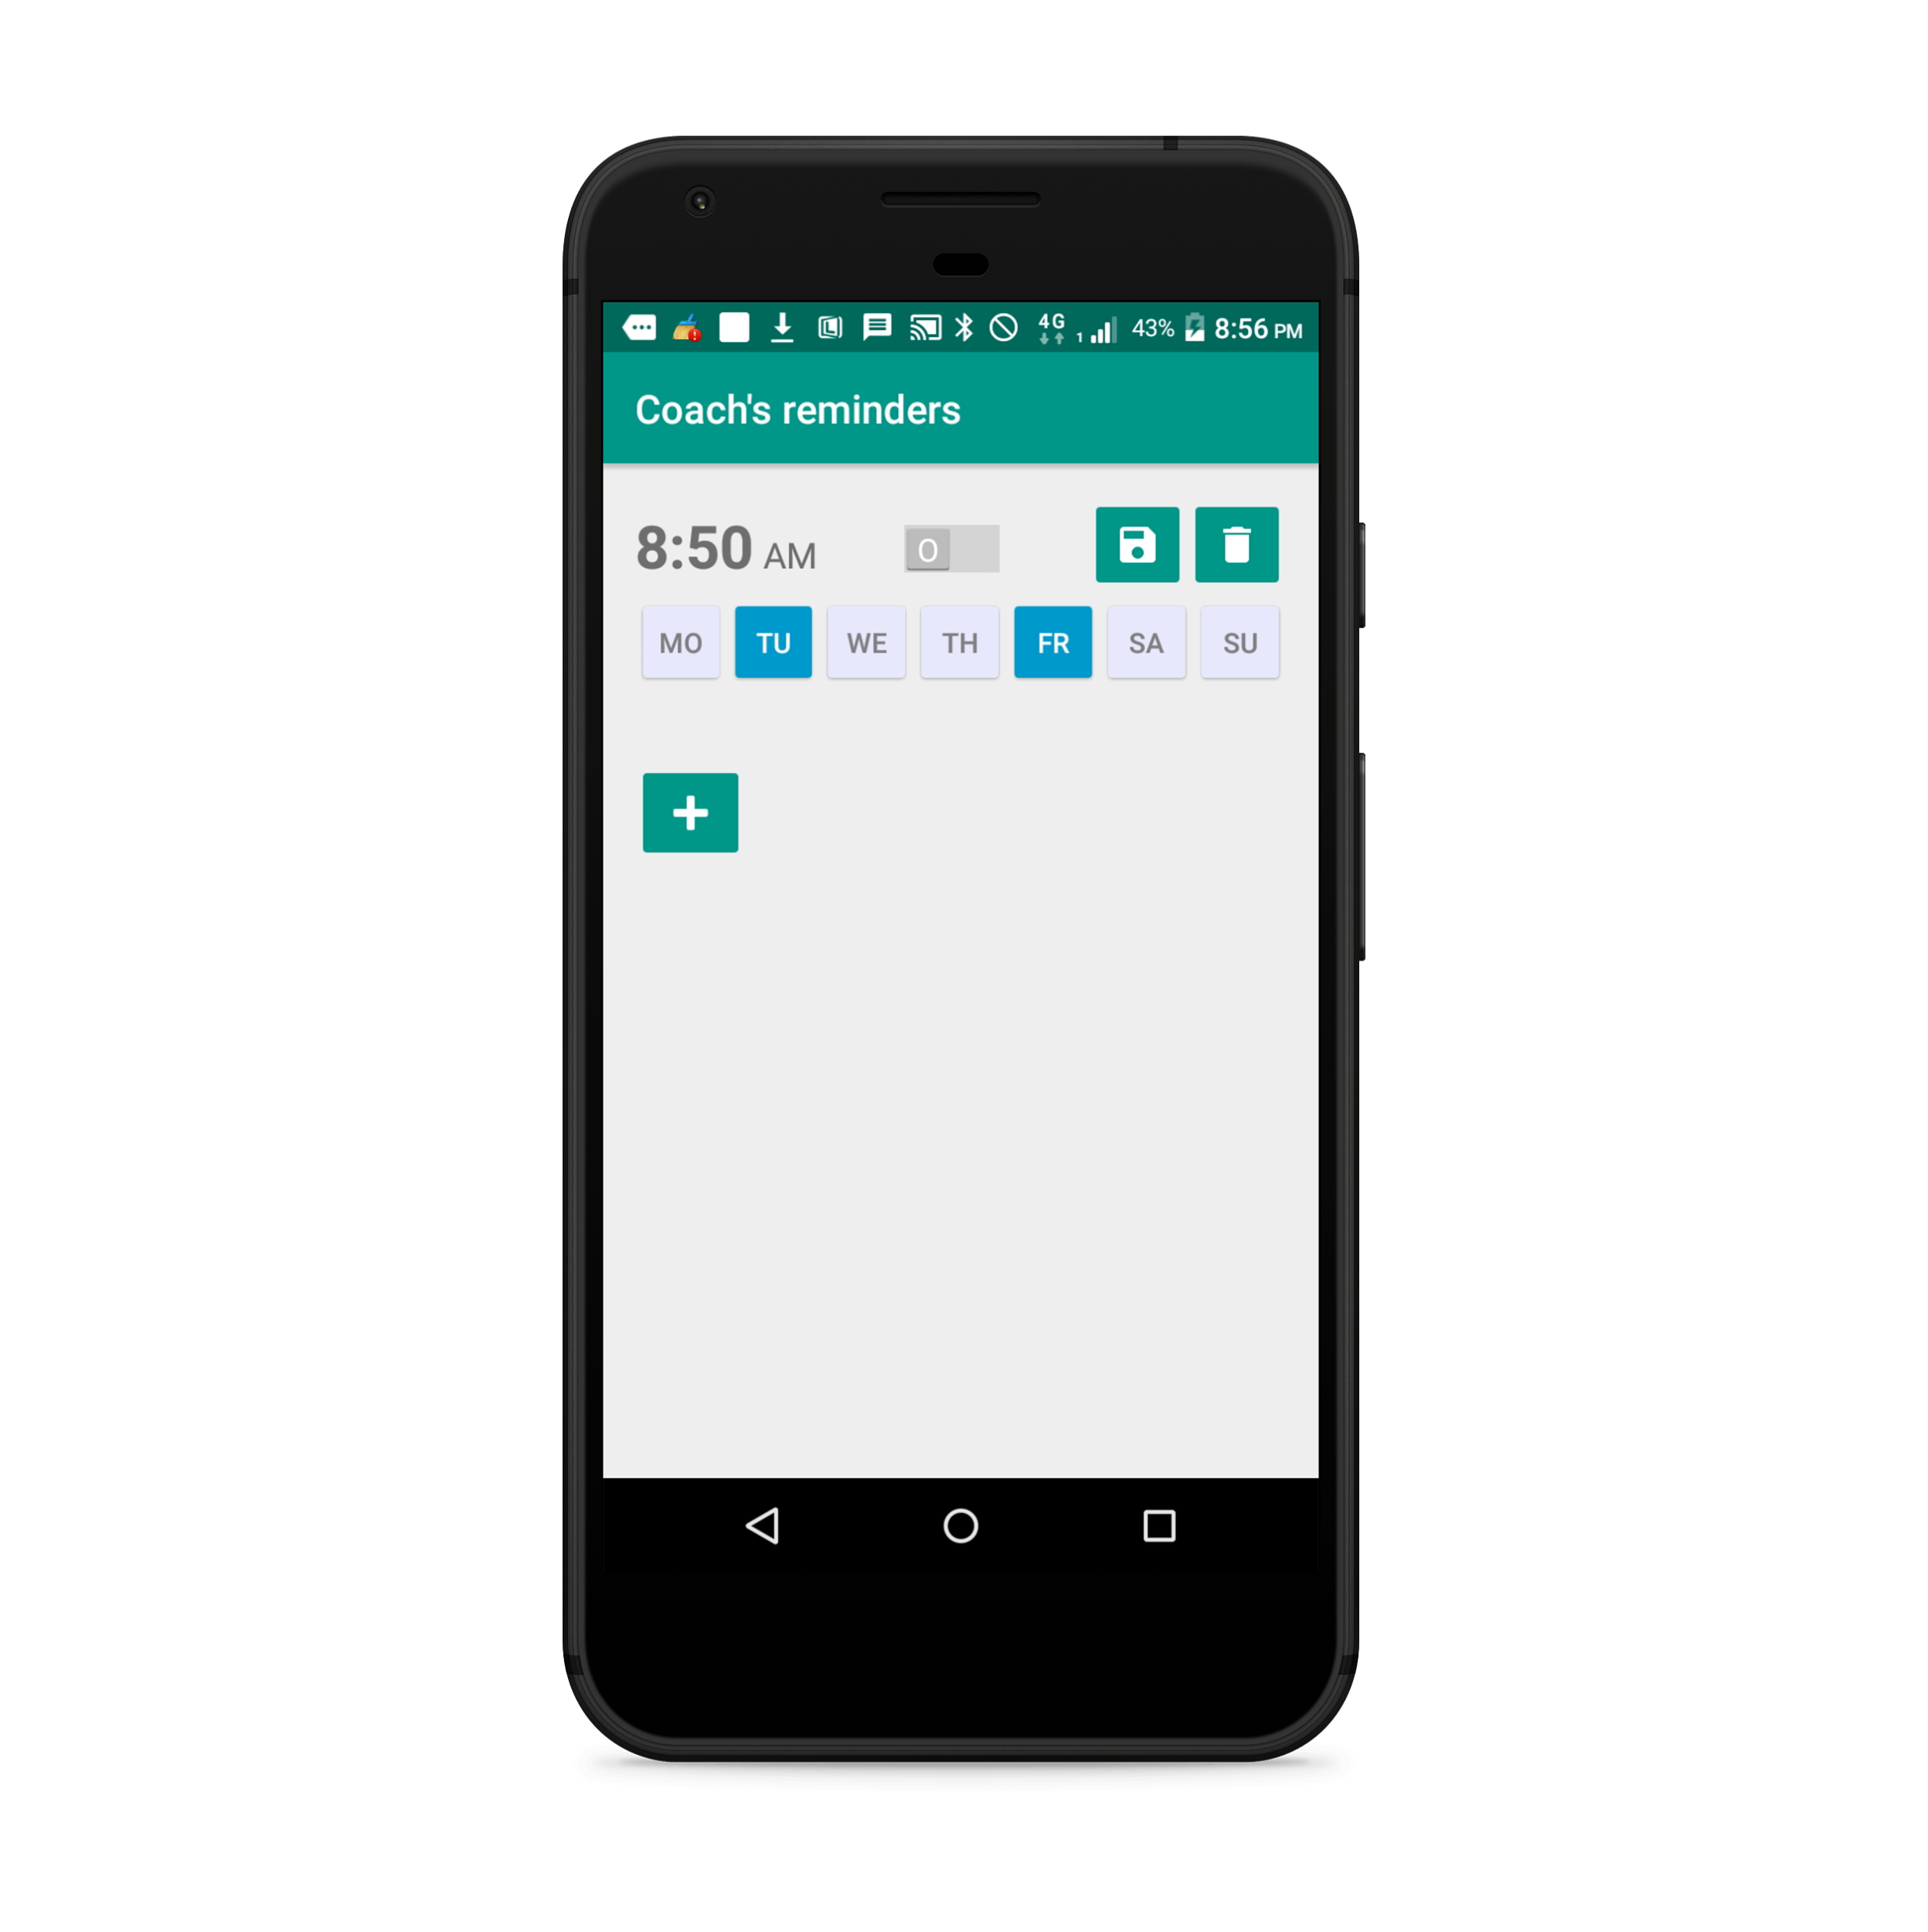 4G 1 43% 8:56 PM
Coach's reminders
8:50 AM O
MO TU WE TH FR SA SU